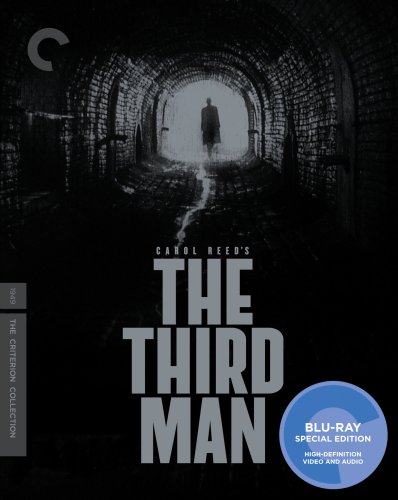 CAROL REED'S
THE
THIRD
MAN
1949
THE CRITERION COLLECTION
BLU-RAY
SPECIAL EDITION
HIGH-DEFINITION
VIDEO AND AUDIO